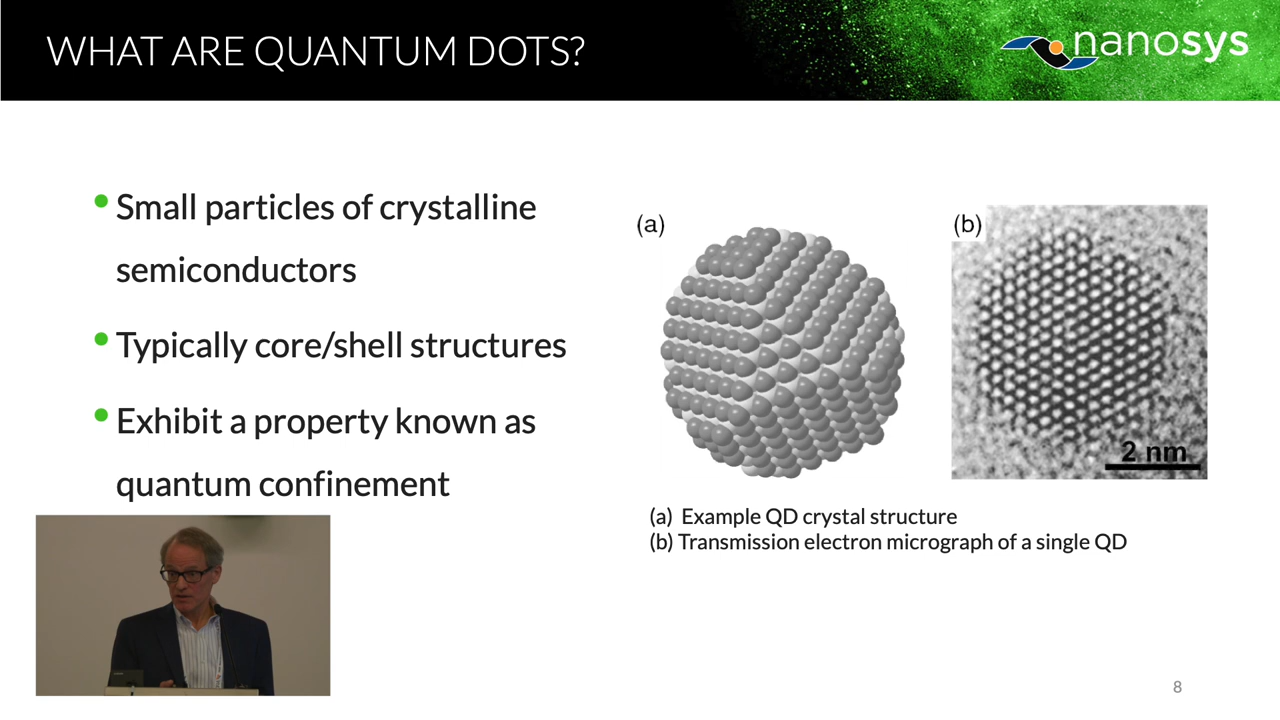 WHAT ARE QUANTUM DOTS?
nanosys
• Small particles of crystalline
semiconductors
• Typically core/shell structures
• Exhibit a property known as
quantum confinement
(a)
(b)
2 nm
(a) Example QD crystal structure
(b) Transmission electron micrograph of a single QD
8